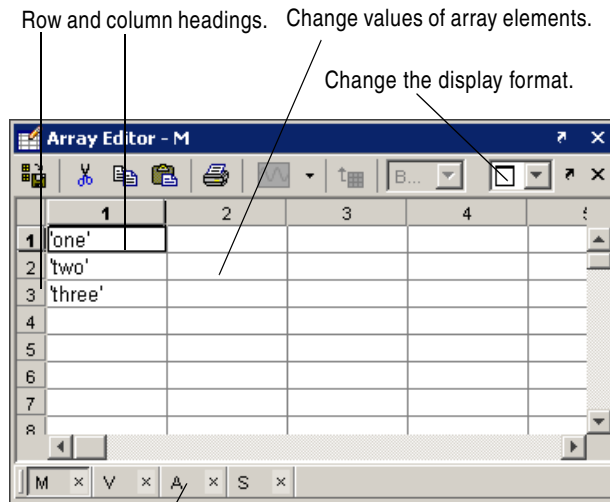 Row and column headings.
Change values of array elements.
Change the display format.
Array Editor - M
B...
1 2 3 4
1 'one'
2 'two'
3 'three'
4
5
6
7
8
M V A S